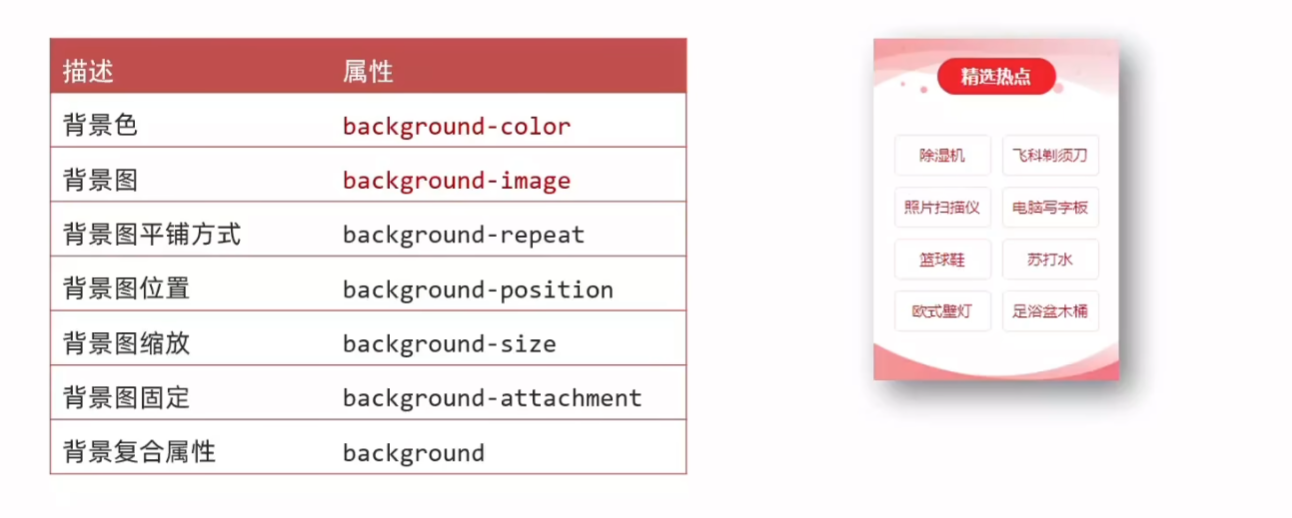 描述 属性
背景色 background-color
背景图 background-image
背景图平铺方式 background-repeat
背景图位置 background-position
背景图缩放 background-size
背景图固定 background-attachment
背景复合属性 background
精选热点
除湿机 飞科剃须刀
照片扫描仪 电脑写字板
篮球鞋 苏打水
欧式壁灯 足浴盆木桶